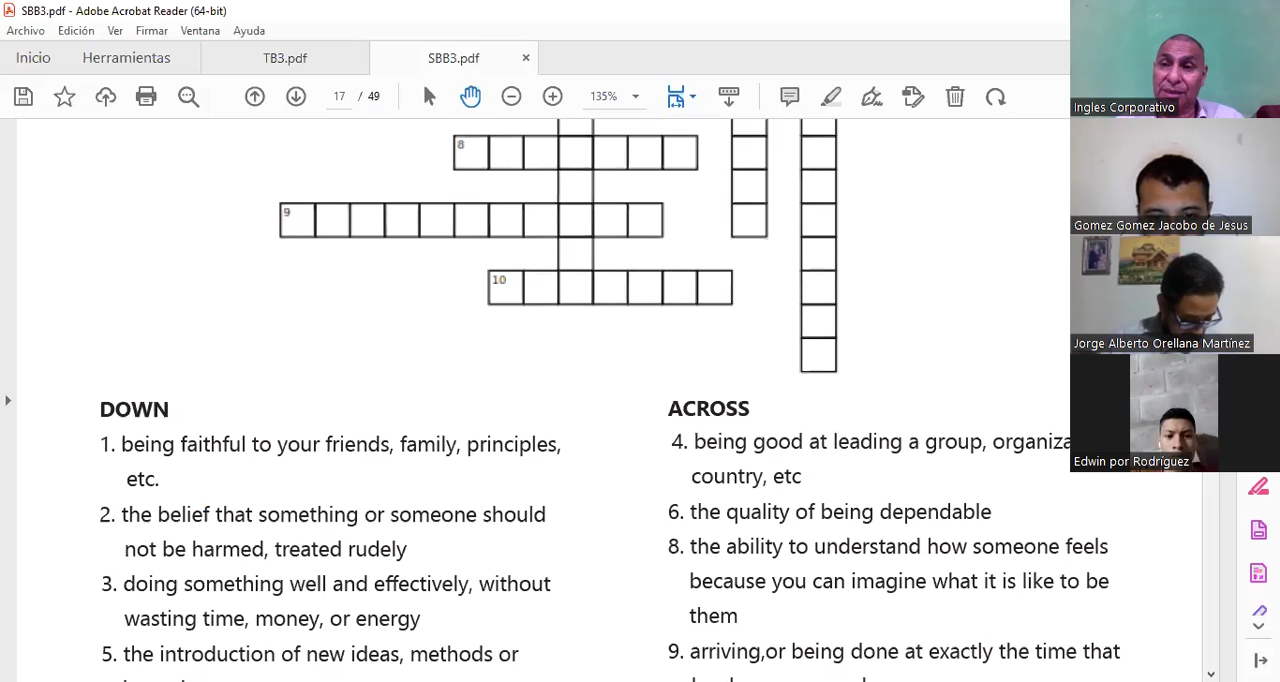 SBB3.pdf - Adobe Acrobat Reader (64-bit)
Archivo Edición Ver Firmar Ventana Ayuda
Inicio Herramientas TB3.pdf SBB3.pdf ×
17 / 49 135%
8
9
10
DOWN
1. being faithful to your friends, family, principles,
etc.
2. the belief that something or someone should
not be harmed, treated rudely
3. doing something well and effectively, without
wasting time, money, or energy
5. the introduction of new ideas, methods or
ACROSS
4. being good at leading a group,
country, etc
6. the quality of being dependable
8. the ability to understand how someone feels
because you can imagine what it is like to be
them
9. arriving,or being done at exactly the time that
Ingles Corporativo
Gomez Gomez Jacobo de Jesus
Jorge Alberto Orellana Martínez
Edwin por Rodríguez